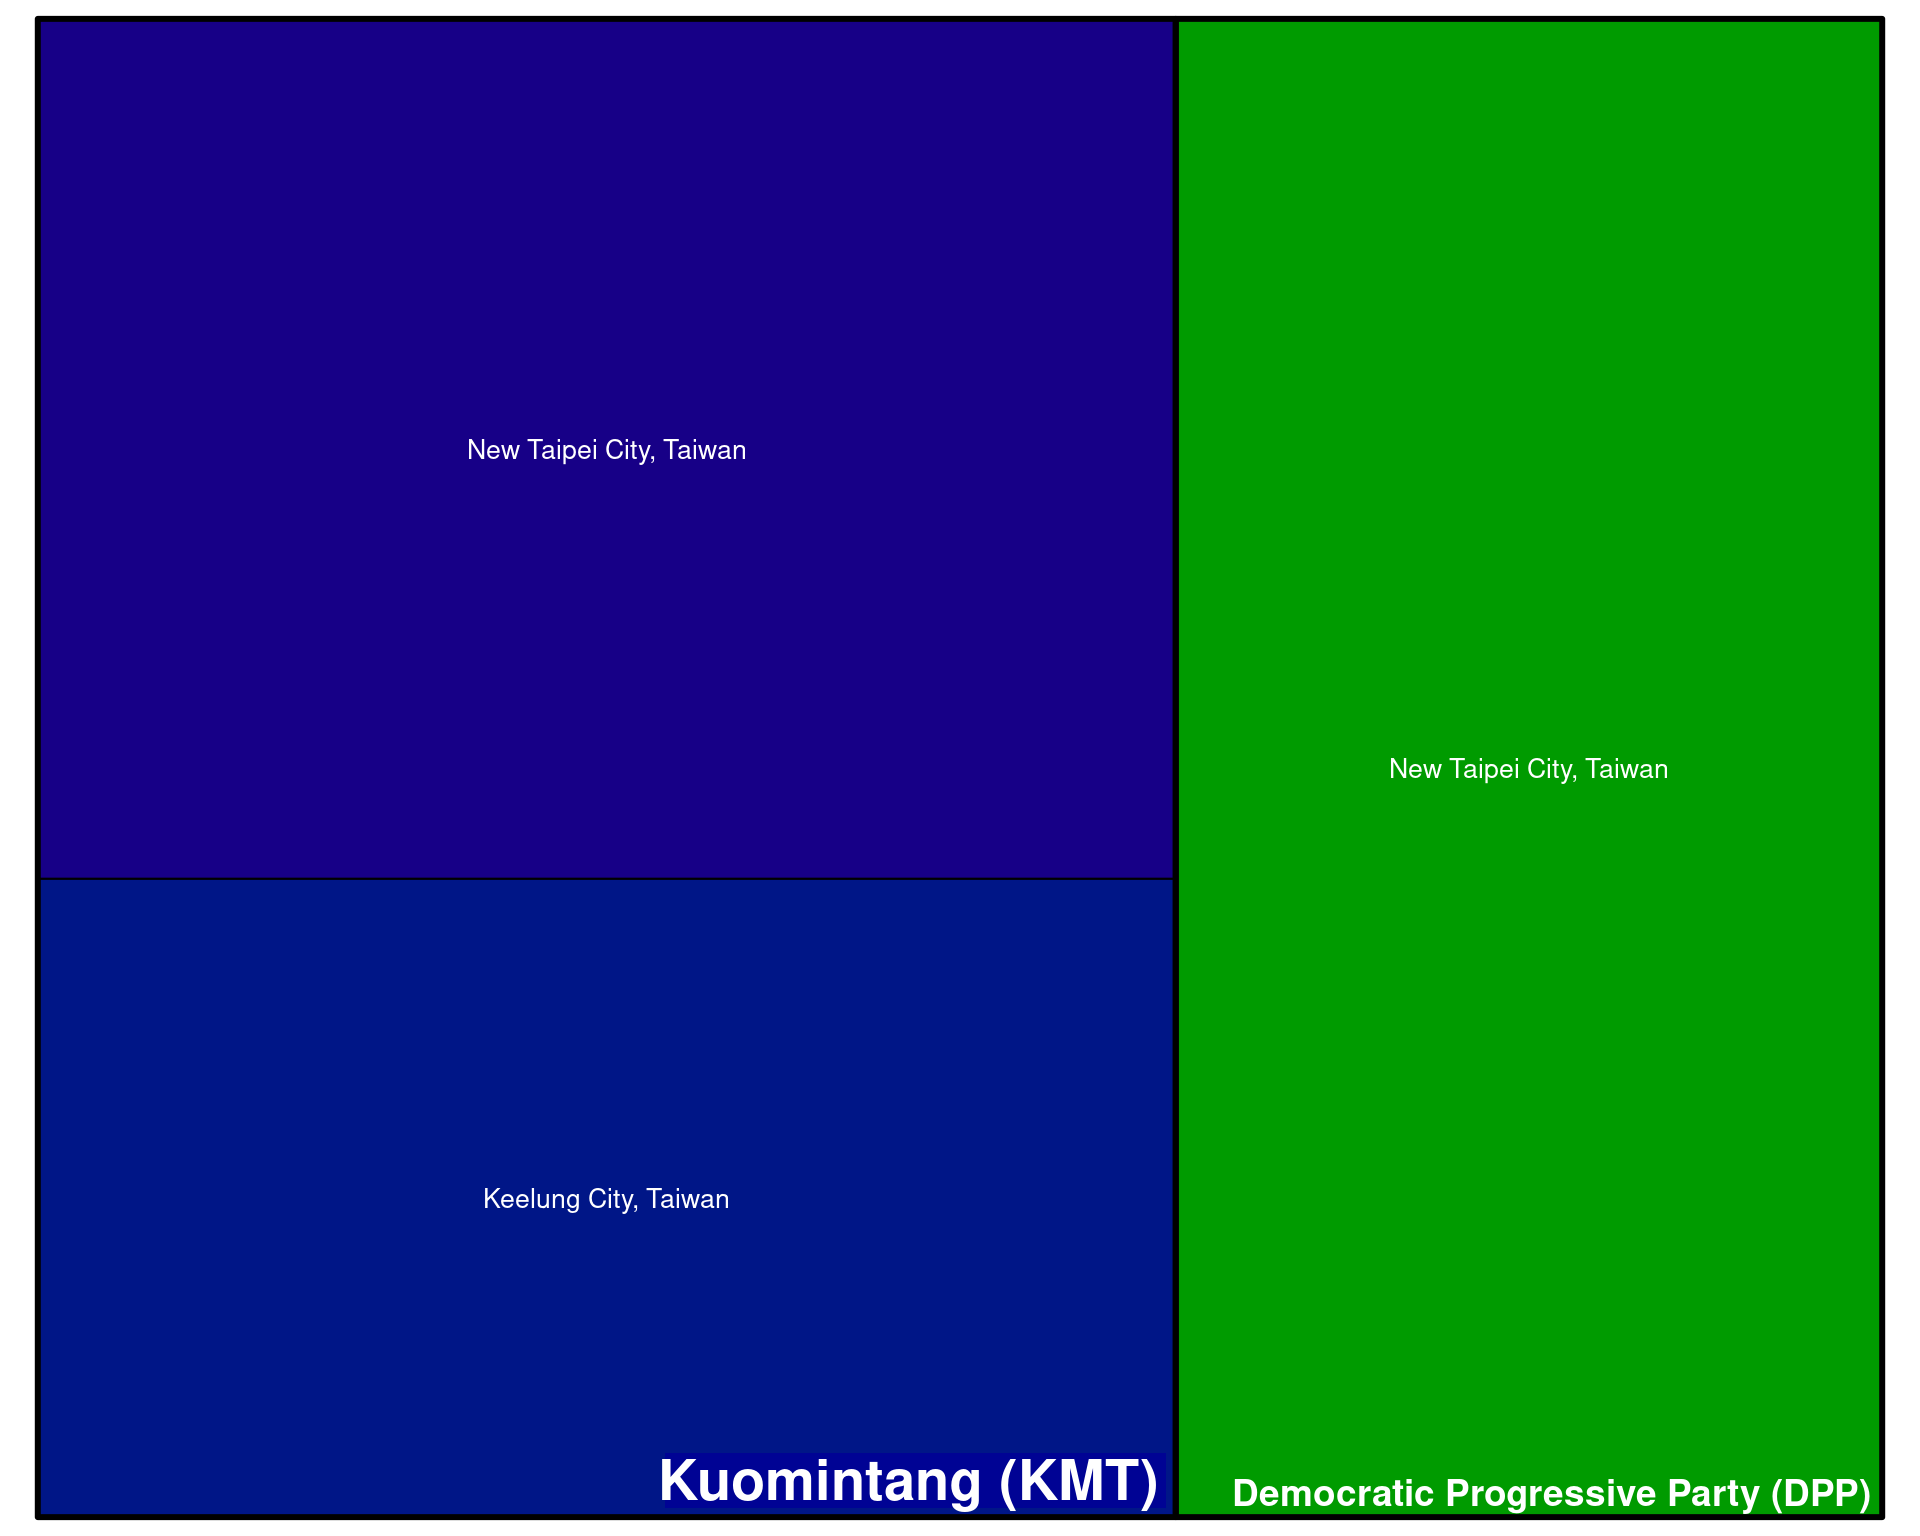 New Taipei City, Taiwan
Keelung City, Taiwan
Kuomintang (KMT)
New Taipei City, Taiwan
Democratic Progressive Party (DPP)